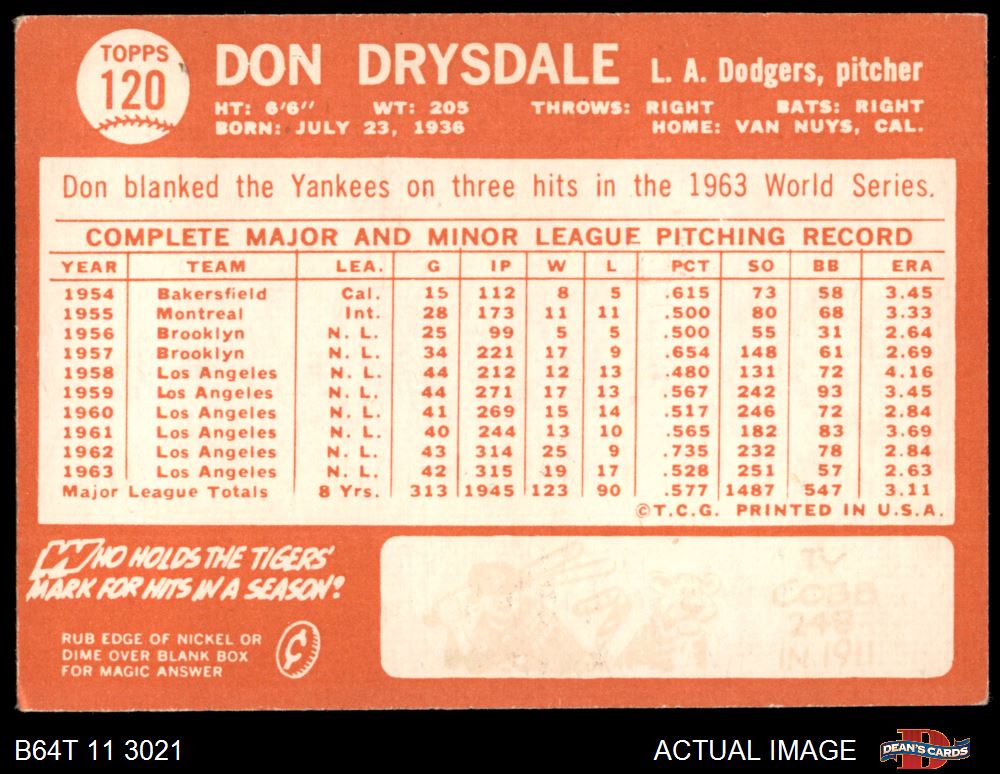 TOPPS
120
DON DRYSDALE L. A. Dodgers, pitcher
HT: 6'6" WT: 205 THROWS: RIGHT BATS: RIGHT
BORN: JULY 23, 1936 HOME: VAN NUYS, CAL.
Don blanked the Yankees on three hits in the 1963 World Series.
COMPLETE MAJOR AND MINOR LEAGUE PITCHING RECORD
YEAR TEAM LEA. G IP W L PCT SO BB ERA
1954 Bakersfield Cal. 15 112 8 5 .615 73 58 3.45
1955 Montreal Int. 28 173 11 11 .500 80 68 3.33
1956 Brooklyn N. L. 25 99 5 5 .500 55 31 2.64
1957 Brooklyn N. L. 34 221 17 9 .654 148 61 2.69
1958 Los Angeles N. L. 44 212 12 13 .480 131 72 4.16
1959 Los Angeles N. L. 44 271 17 13 .567 242 93 3.45
1960 Los Angeles N. L. 41 269 15 14 .517 246 72 2.84
1961 Los Angeles N. L. 40 244 13 10 .565 182 83 3.69
1962 Los Angeles N. L. 43 314 25 9 .735 232 78 2.84
1963 Los Angeles N. L. 42 315 19 17 .528 251 57 2.63
Major League Totals 8 Yrs. 313 1945 123 90 .577 1487 547 3.11
©T.C.G. PRINTED IN U.S.A.
WHO HOLDS THE TIGERS'
MARK FOR HITS IN A SEASON?
RUB EDGE OF NICKEL OR
DIME OVER BLANK BOX
FOR MAGIC ANSWER
¢
TY
COBB
248
IN 1911
B64T 11 3021 ACTUAL IMAGE DEAN'S CARDS